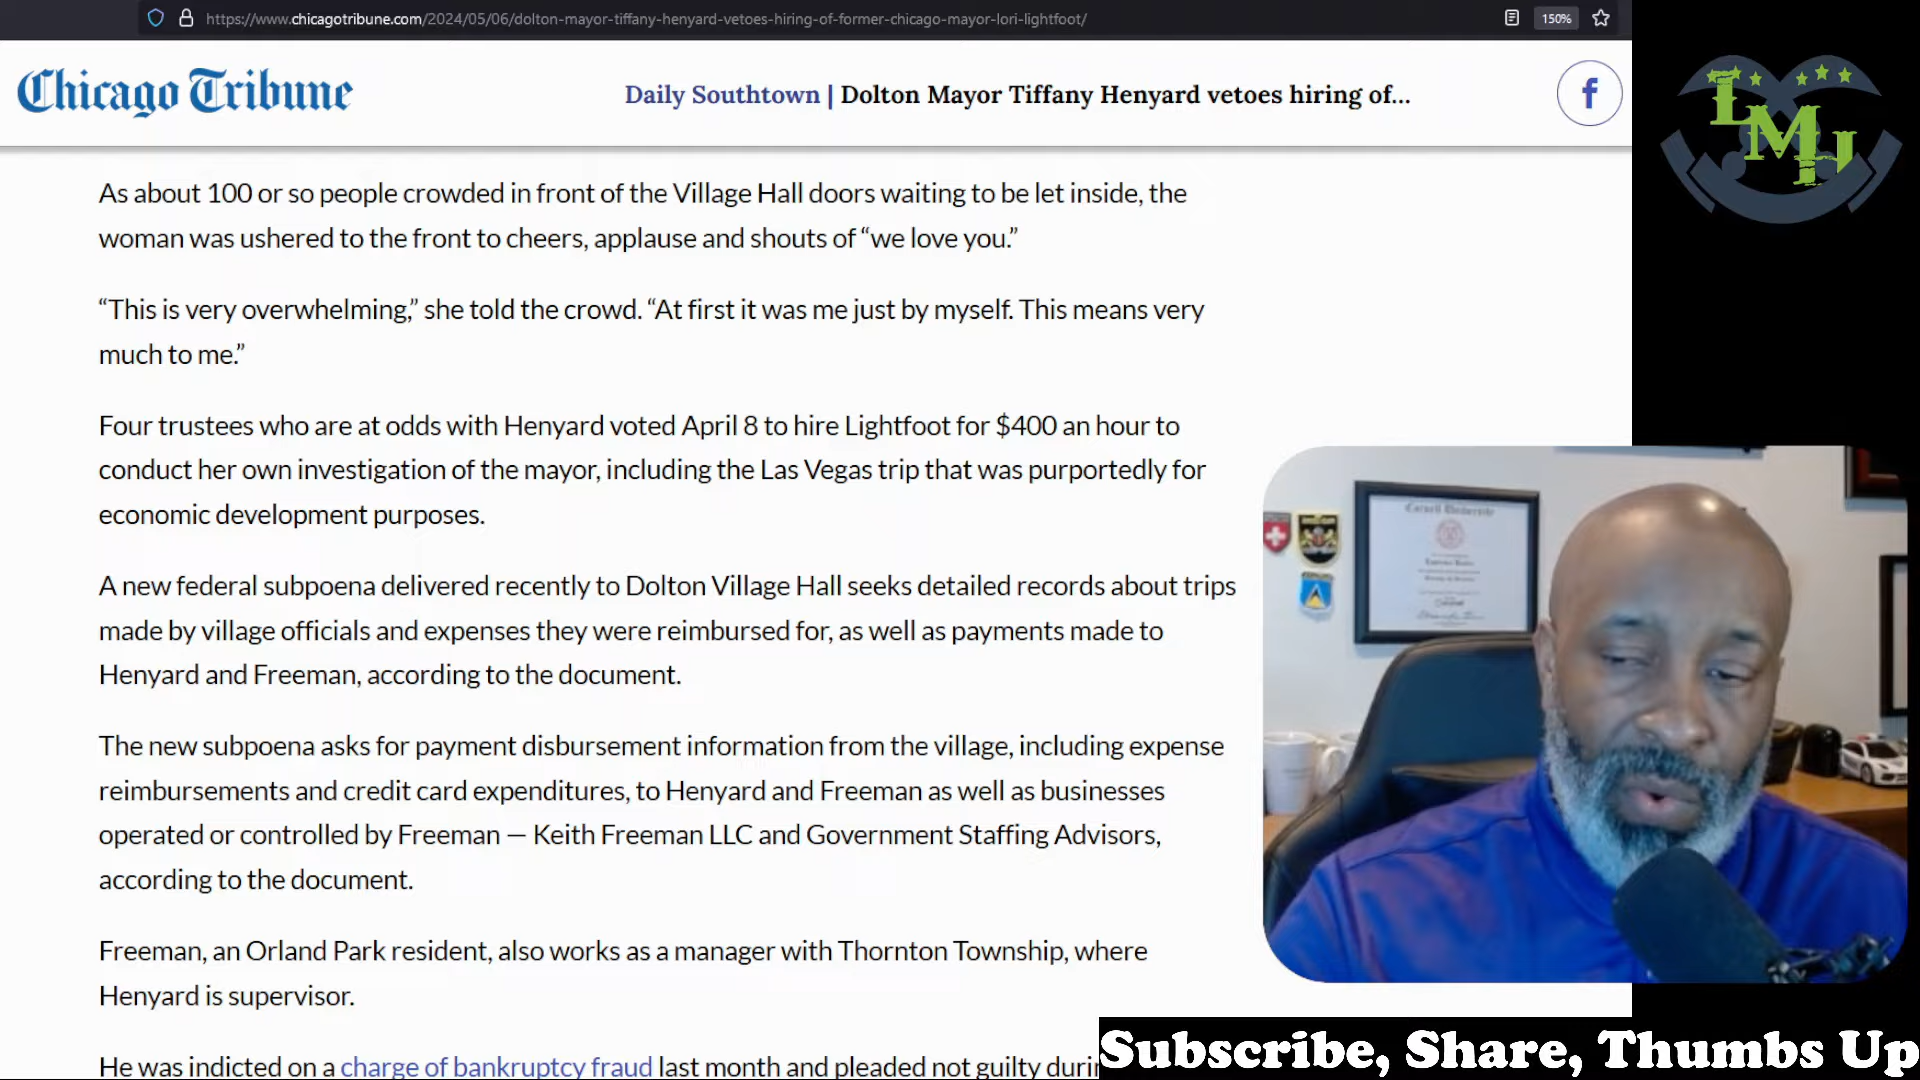 https://www.chicagotribune.com/2024/05/06/dolton-mayor-tiffany-henyard-vetoes-hiring-of-former-chicago-mayor-lori-lightfoot/
150%
Chicago Tribune
Daily Southtown | Dolton Mayor Tiffany Henyard vetoes hiring of...
f
LMJ
As about 100 or so people crowded in front of the Village Hall doors waiting to be let inside, the
woman was ushered to the front to cheers, applause and shouts of “we love you.”
“This is very overwhelming,” she told the crowd. “At first it was me just by myself. This means very
much to me.”
Four trustees who are at odds with Henyard voted April 8 to hire Lightfoot for $400 an hour to
conduct her own investigation of the mayor, including the Las Vegas trip that was purportedly for
economic development purposes.
A new federal subpoena delivered recently to Dolton Village Hall seeks detailed records about trips
made by village officials and expenses they were reimbursed for, as well as payments made to
Henyard and Freeman, according to the document.
The new subpoena asks for payment disbursement information from the village, including expense
reimbursements and credit card expenditures, to Henyard and Freeman as well as businesses
operated or controlled by Freeman — Keith Freeman LLC and Government Staffing Advisors,
according to the document.
Freeman, an Orland Park resident, also works as a manager with Thornton Township, where
Henyard is supervisor.
He was indicted on a charge of bankruptcy fraud last month and pleaded not guilty
Cornell University
Subscribe, Share, Thumbs Up